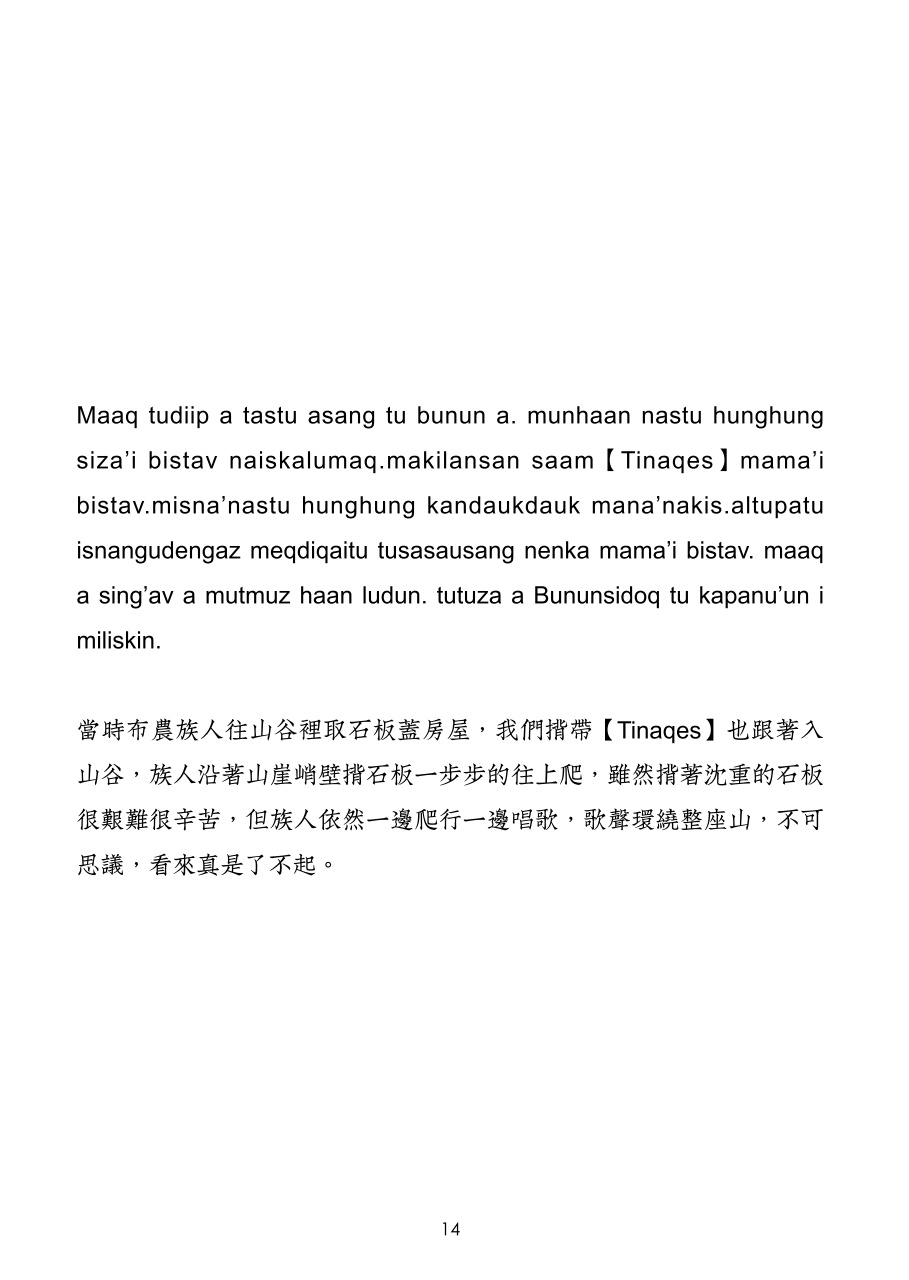 Maaq tudiip a tastu asang tu bunun a. munhaan nastu hunghung
siza’i bistav naiskalumaq.makilansan saam【Tinaqes】mama’i
bistav.misna’nastu hunghung kandaukdauk mana’nakis.altupatu
isnangudengaz meqdiqaitu tusasausang nenka mama’i bistav. maaq
a sing’av a mutmuz haan ludun. tutuza a Bununsidoq tu kapanu’un i
miliskin.
當時布農族人往山谷裡取石板蓋房屋，我們揹帶【Tinaqes】也跟著入
山谷，族人沿著山崖峭壁揹石板一步步的往上爬，雖然揹著沈重的石板
很艱難很辛苦，但族人依然一邊爬行一邊唱歌，歌聲環繞整座山，不可
思議，看來真是了不起。
14